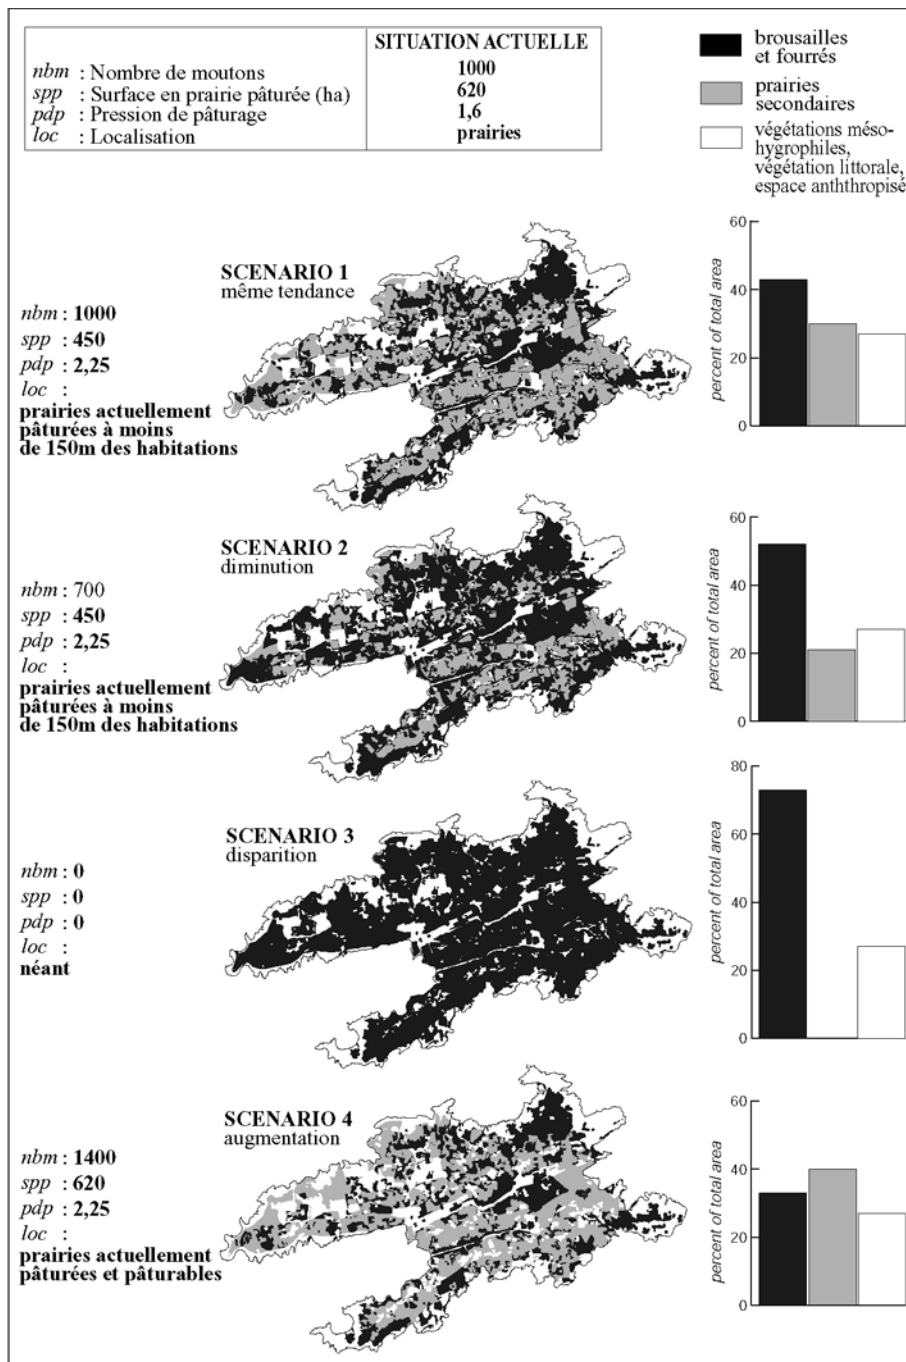 SITUATION ACTUELLE
nbm : Nombre de moutons 1000
spp : Surface en prairie pâturée (ha) 620
pdp : Pression de pâturage 1,6
loc : Localisation prairies
brousailles
et fourrés
prairies
secondaires
végétations méso-
hygrophiles,
végétation littorale,
espace anththropisé
SCENARIO 1
même tendance
nbm : 1000
spp : 450
pdp : 2,25
loc :
prairies actuellement
pâturées à moins
de 150m des habitations
percent of total area
60
40
20
0
SCENARIO 2
diminution
nbm : 700
spp : 450
pdp : 2,25
loc :
prairies actuellement
pâturées à moins
de 150m des habitations
percent of total area
60
40
20
0
SCENARIO 3
disparition
nbm : 0
spp : 0
pdp : 0
loc :
néant
percent of total area
80
60
40
20
0
SCENARIO 4
augmentation
nbm : 1400
spp : 620
pdp : 2,25
loc :
prairies actuellement
pâturées et pâturables
percent of total area
60
40
20
0